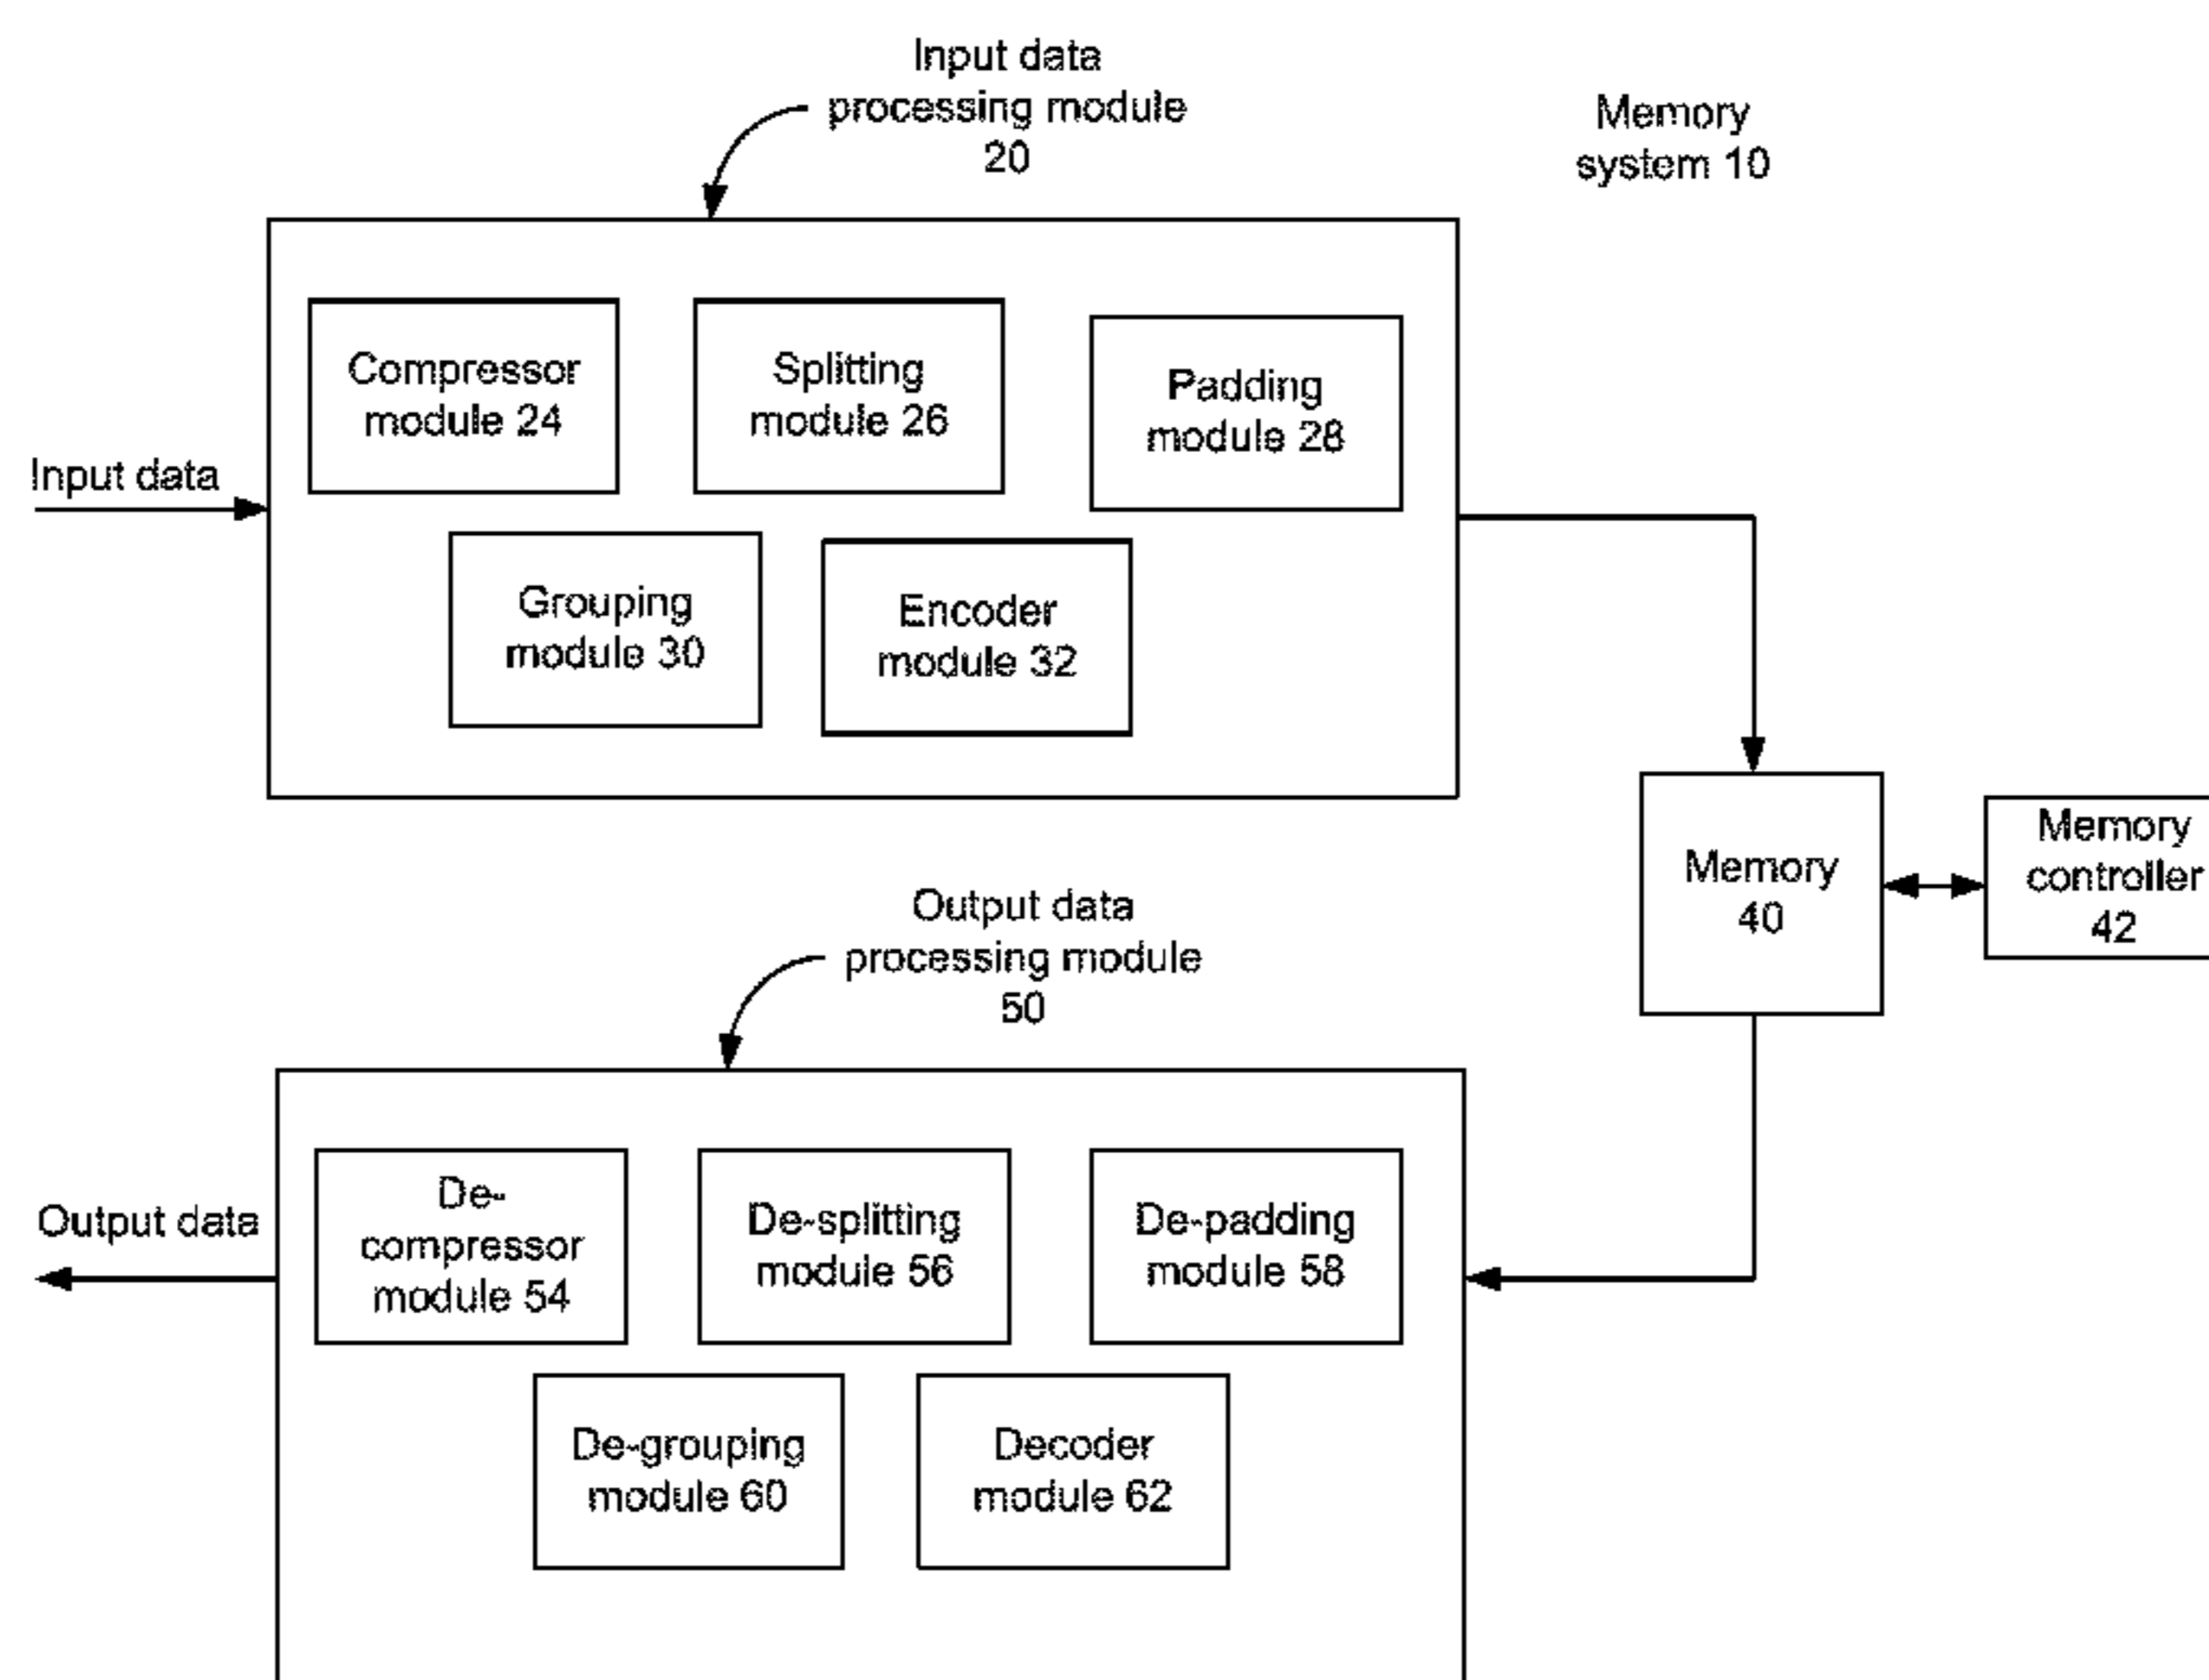 Input data
processing module
20
Memory
system 10
Compressor
module 24
Splitting
module 26
Padding
module 28
Input data
Grouping
module 30
Encoder
module 32
Memory
40
Memory
controller
42
Output data
processing module
50
De-
compressor
module 54
De-splitting
module 56
De-padding
module 58
Output data
De-grouping
module 60
Decoder
module 62